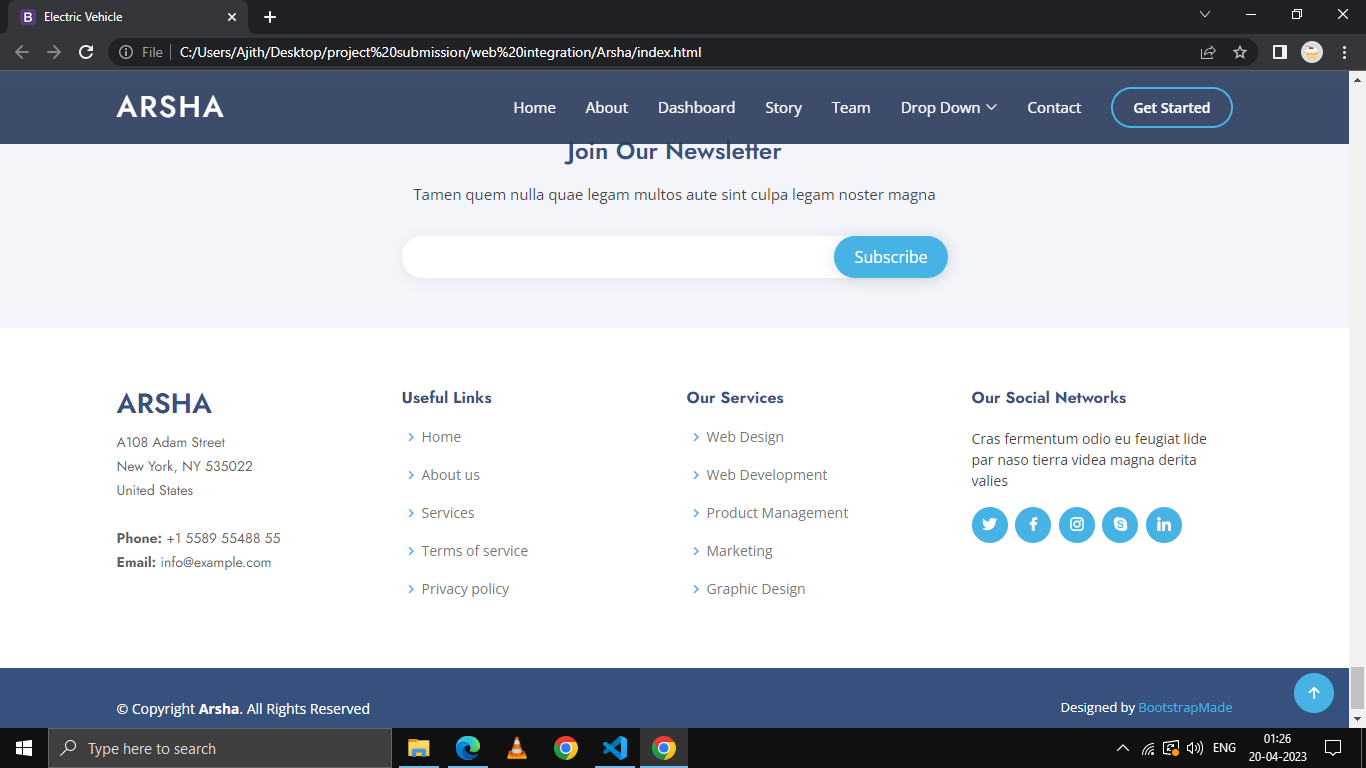 Electric Vehicle
File
C:/Users/Ajith/Desktop/project%20submission/web%20integration/Arsha/index.html
ARSHA
Home About Dashboard Story Team Drop Down Contact Get Started
Join Our Newsletter
Tamen quem nulla quae legam multos aute sint culpa legam noster magna
Subscribe
ARSHA
A108 Adam Street
New York, NY 535022
United States
Phone: +1 5589 55488 55
Email: info@example.com
Useful Links
Home
About us
Services
Terms of service
Privacy policy
Our Services
Web Design
Web Development
Product Management
Marketing
Graphic Design
Our Social Networks
Cras fermentum odio eu feugiat lide
par naso tierra videa magna derita
valies
© Copyright Arsha. All Rights Reserved
Designed by BootstrapMade
Type here to search
ENG
01:26
20-04-2023